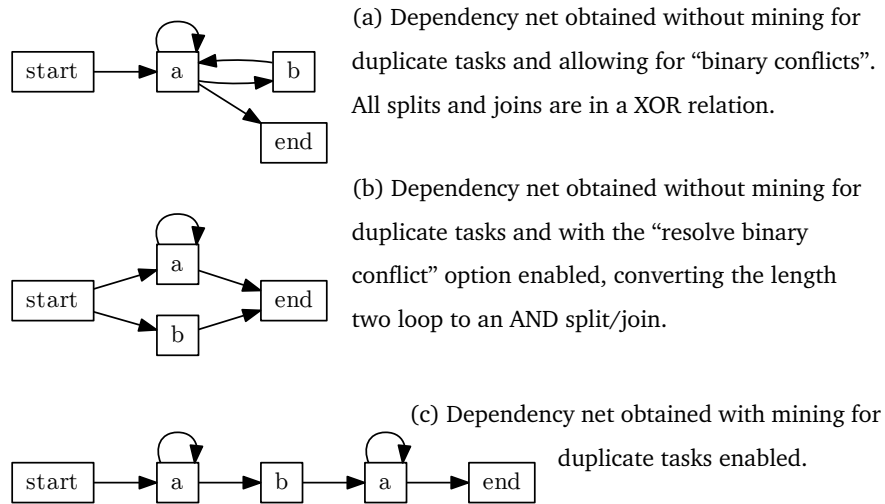 (a) Dependency net obtained without mining for
start
a
b
duplicate tasks and allowing for “binary conflicts”.
All splits and joins are in a XOR relation.
end
(b) Dependency net obtained without mining for
duplicate tasks and with the “resolve binary
a
conflict” option enabled, converting the length
start
end
two loop to an AND split/join.
b
(c) Dependency net obtained with mining for
duplicate tasks enabled.
start
a
b
a
end